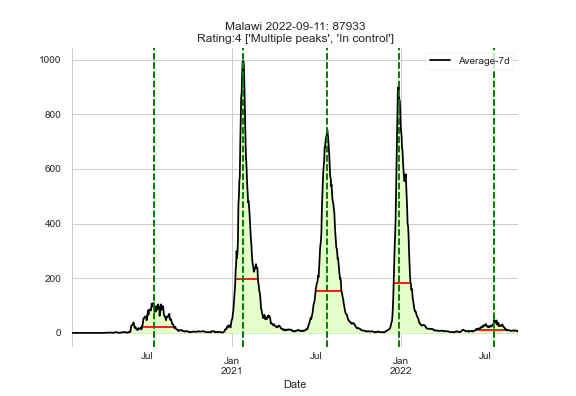 Malawi 2022-09-11: 87933
Rating:4 ['Multiple peaks', 'In control']
Average-7d
1000
800
600
400
200
0
Jul
Jan
2021
Jul
Jan
2022
Jul
Date